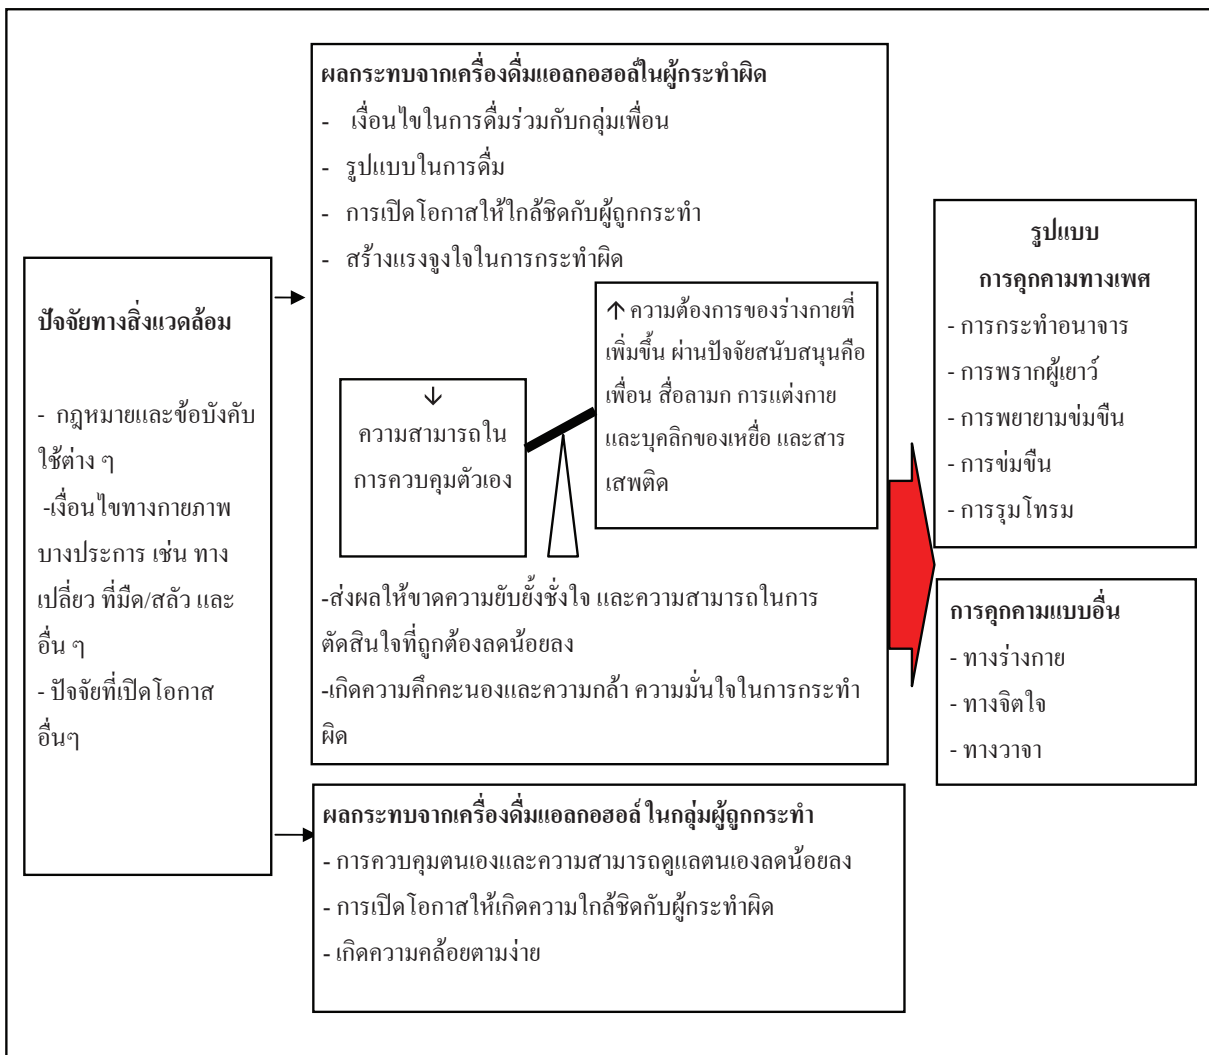 ปัจจัยทางสิ่งแวดล้อม
- กฎหมายและข้อบังคับ
ใช้ต่าง ๆ
-เงื่อนไขทางกายภาพ
บางประการ เช่น ทาง
เปลี่ยว ที่มืด/สลัว และ
อื่น ๆ
- ปัจจัยที่เปิดโอกาส
อื่นๆ
ผลกระทบจากเครื่องดื่มแอลกอฮอล์ในผู้กระทำผิด
- เงื่อนไขในการดื่มร่วมกับกลุ่มเพื่อน
- รูปแบบในการดื่ม
- การเปิดโอกาสให้ใกล้ชิดกับผู้ถูกกระทำ
- สร้างแรงจูงใจในการกระทำผิด
↓
ความสามารถใน
การควบคุมตัวเอง
↑ ความต้องการของร่างกายที่
เพิ่มขึ้น ผ่านปัจจัยสนับสนุนคือ
เพื่อน สื่อลามก การแต่งกาย
และบุคลิกของเหยื่อ และสาร
เสพติด
-ส่งผลให้ขาดความยับยั้งชั่งใจ และความสามารถในการ
ตัดสินใจที่ถูกต้องลดน้อยลง
-เกิดความคึกคะนองและความกล้า ความมั่นใจในการกระทำ
ผิด
ผลกระทบจากเครื่องดื่มแอลกอฮอล์ ในกลุ่มผู้ถูกกระทำ
- การควบคุมตนเองและความสามารถดูแลตนเองลดน้อยลง
- การเปิดโอกาสให้เกิดความใกล้ชิดกับผู้กระทำผิด
- เกิดความคล้อยตามง่าย
รูปแบบ
การคุกคามทางเพศ
- การกระทำอนาจาร
- การพรากผู้เยาว์
- การพยายามข่มขืน
- การข่มขืน
- การรุมโทรม
การคุกคามแบบอื่น
- ทางร่างกาย
- ทางจิตใจ
- ทางวาจา